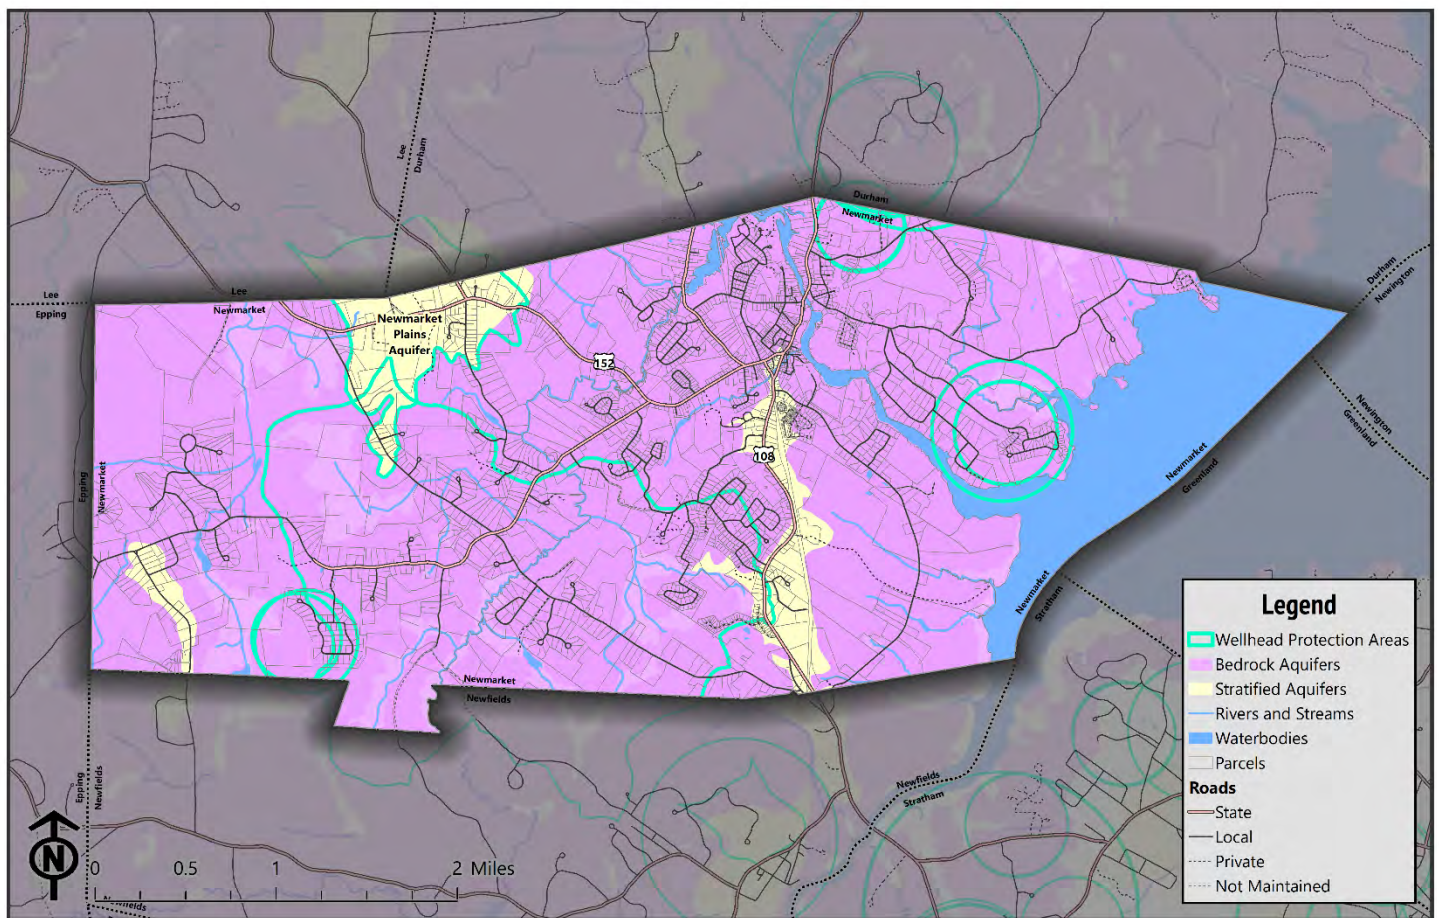 Lee
Durham
Durham
Newmarket
Lee
Epping
Lee
Newmarket
Newmarket
Plains
Aquifer
152
108
Durham
Newington
Newington
Greenland
Newmarket
Greenland
Epping
Newmarket
Newmarket
Stratham
Newmarket
Newfields
Epping
Newfields
Newfields
Stratham
N
0 0.5 1 2 Miles
Legend
Wellhead Protection Areas
Bedrock Aquifers
Stratified Aquifers
Rivers and Streams
Waterbodies
Parcels
Roads
State
Local
Private
Not Maintained